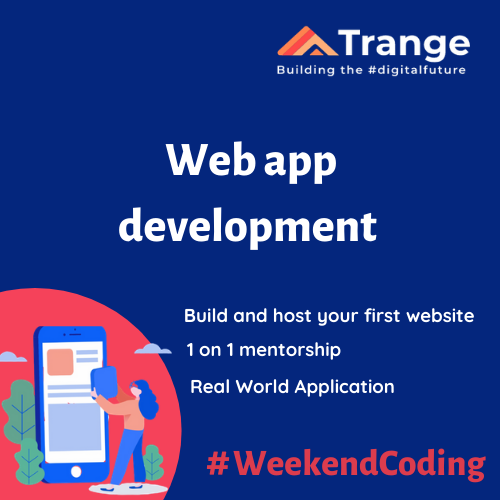 Trange
Building the #digitalfuture
Web app
development
Build and host your first website
1 on 1 mentorship
Real World Application
#WeekendCoding